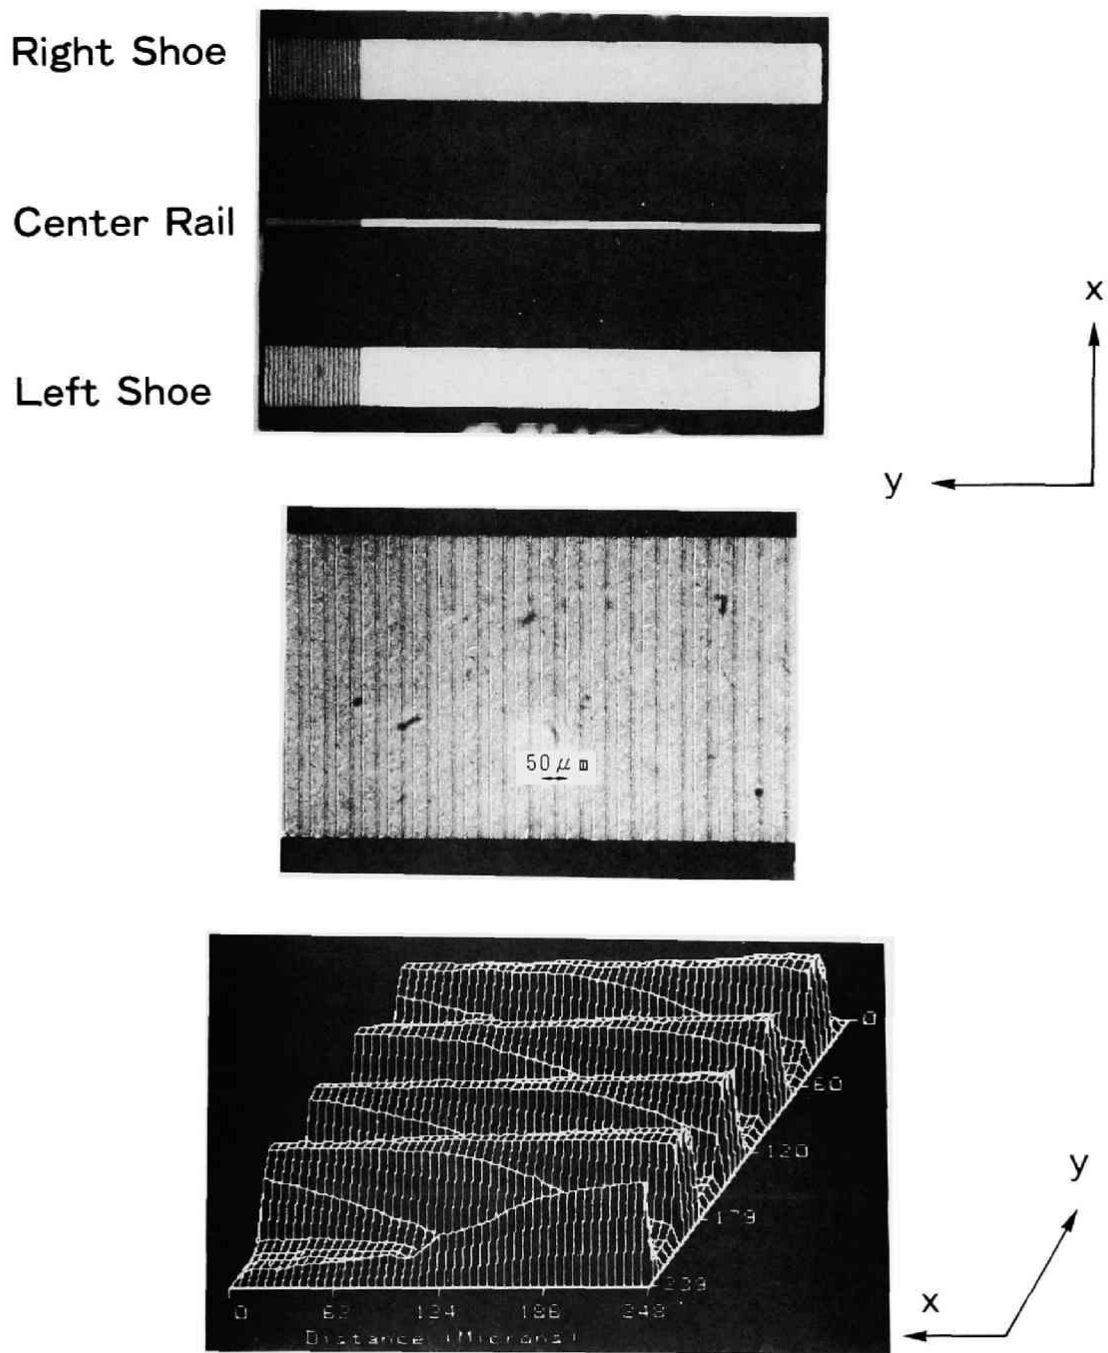 Right Shoe
Center Rail
Left Shoe
x
y
50 μm
0
60
120
179
239
0 62 124 186 248
Distance (Microns)
y
x